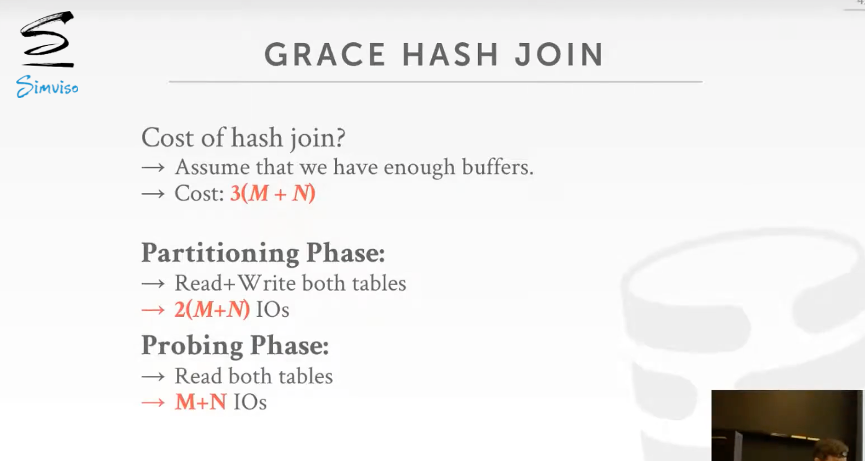 Simviso
GRACE HASH JOIN
Cost of hash join?
→ Assume that we have enough buffers.
→ Cost: 3(M + N)
Partitioning Phase:
→ Read+Write both tables
→ 2(M+N) IOs
Probing Phase:
→ Read both tables
→ M+N IOs